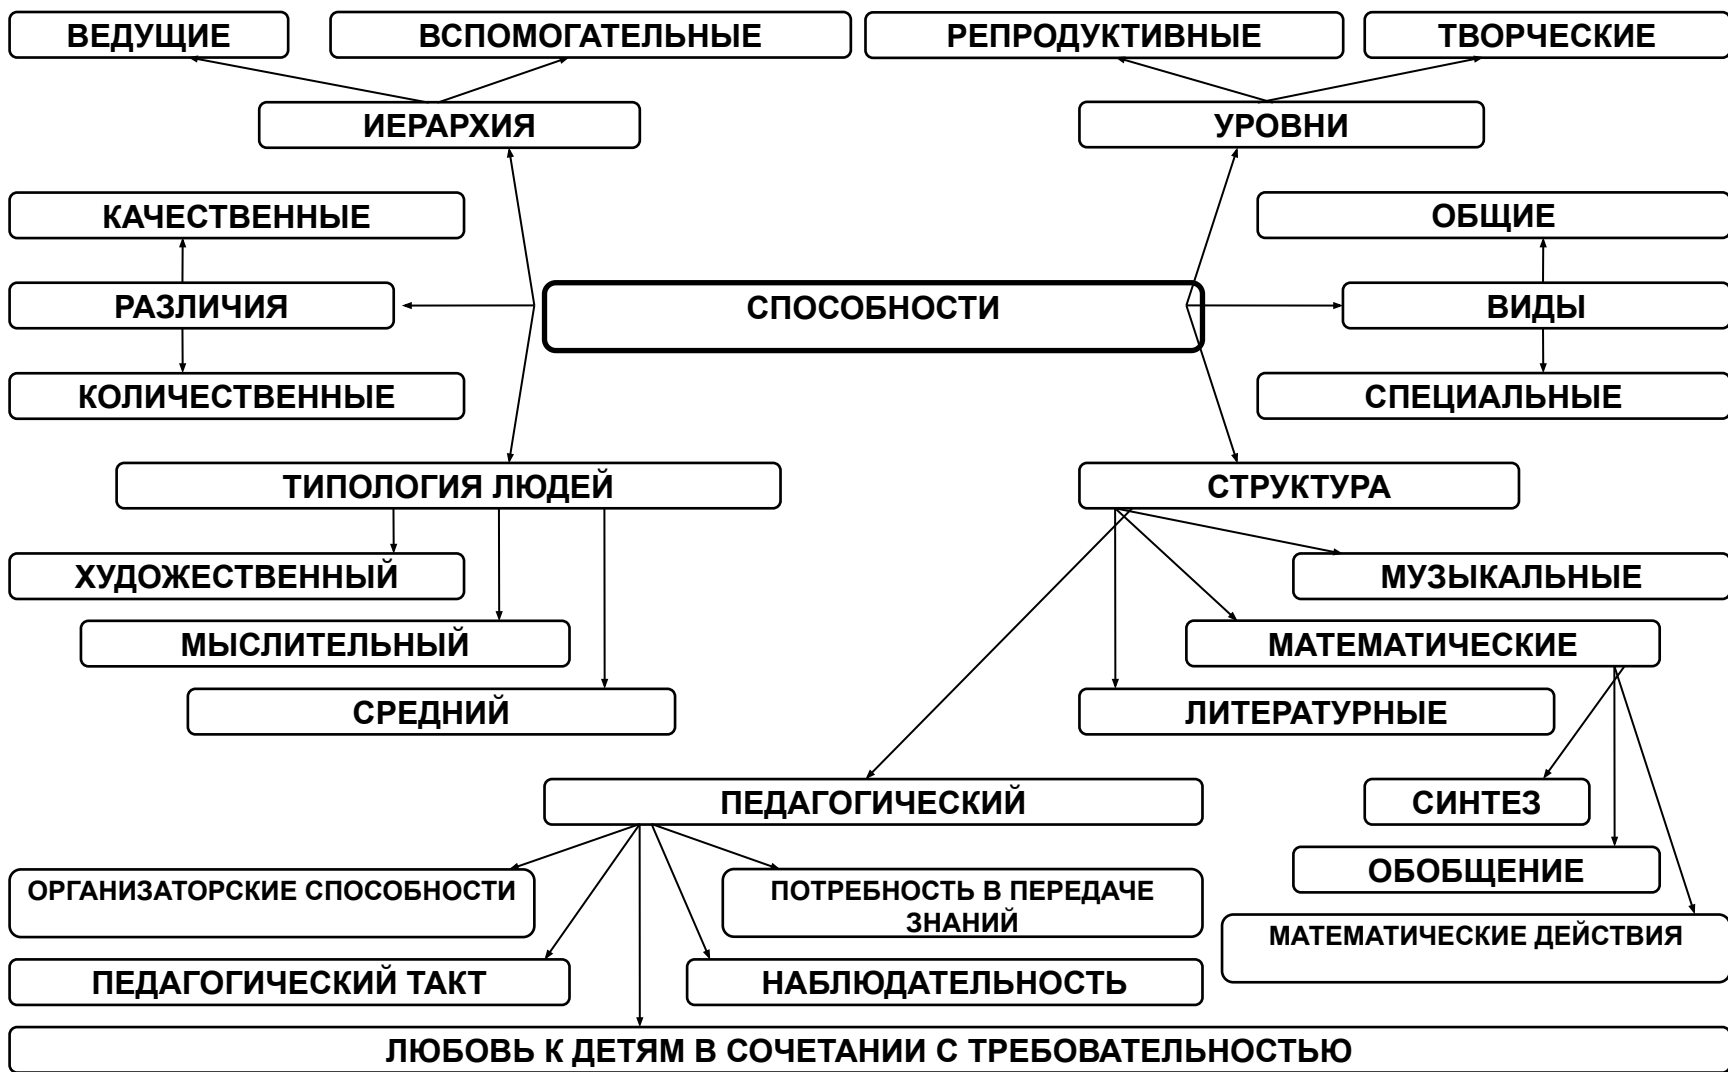 ВЕДУЩИЕ
ВСПОМОГАТЕЛЬНЫЕ
РЕПРОДУКТИВНЫЕ
ТВОРЧЕСКИЕ
ИЕРАРХИЯ
УРОВНИ
КАЧЕСТВЕННЫЕ
ОБЩИЕ
РАЗЛИЧИЯ
СПОСОБНОСТИ
ВИДЫ
КОЛИЧЕСТВЕННЫЕ
СПЕЦИАЛЬНЫЕ
ТИПОЛОГИЯ ЛЮДЕЙ
СТРУКТУРА
ХУДОЖЕСТВЕННЫЙ
МУЗЫКАЛЬНЫЕ
МЫСЛИТЕЛЬНЫЙ
МАТЕМАТИЧЕСКИЕ
СРЕДНИЙ
ЛИТЕРАТУРНЫЕ
ПЕДАГОГИЧЕСКИЙ
СИНТЕЗ
ОБОБЩЕНИЕ
ОРГАНИЗАТОРСКИЕ СПОСОБНОСТИ
ПОТРЕБНОСТЬ В ПЕРЕДАЧЕ
ЗНАНИЙ
МАТЕМАТИЧЕСКИЕ ДЕЙСТВИЯ
ПЕДАГОГИЧЕСКИЙ ТАКТ
НАБЛЮДАТЕЛЬНОСТЬ
ЛЮБОВЬ К ДЕТЯМ В СОЧЕТАНИИ С ТРЕБОВАТЕЛЬНОСТЬЮ